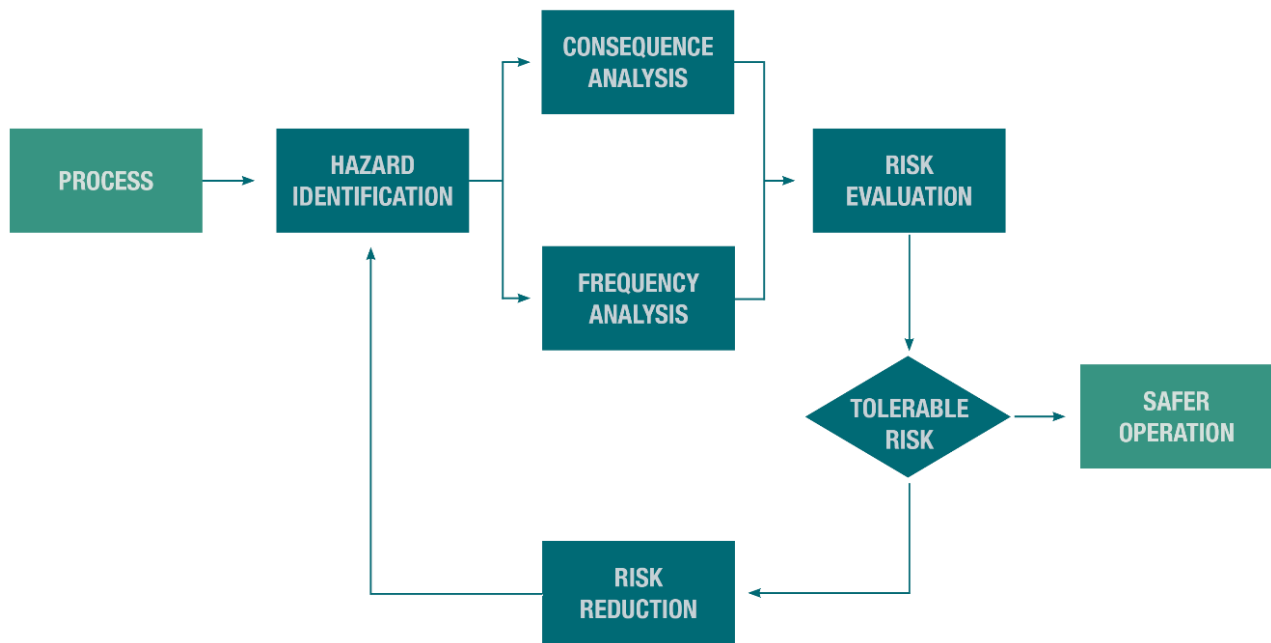 CONSEQUENCE
ANALYSIS
PROCESS
HAZARD
IDENTIFICATION
RISK
EVALUATION
FREQUENCY
ANALYSIS
TOLERABLE
RISK
SAFER
OPERATION
RISK
REDUCTION